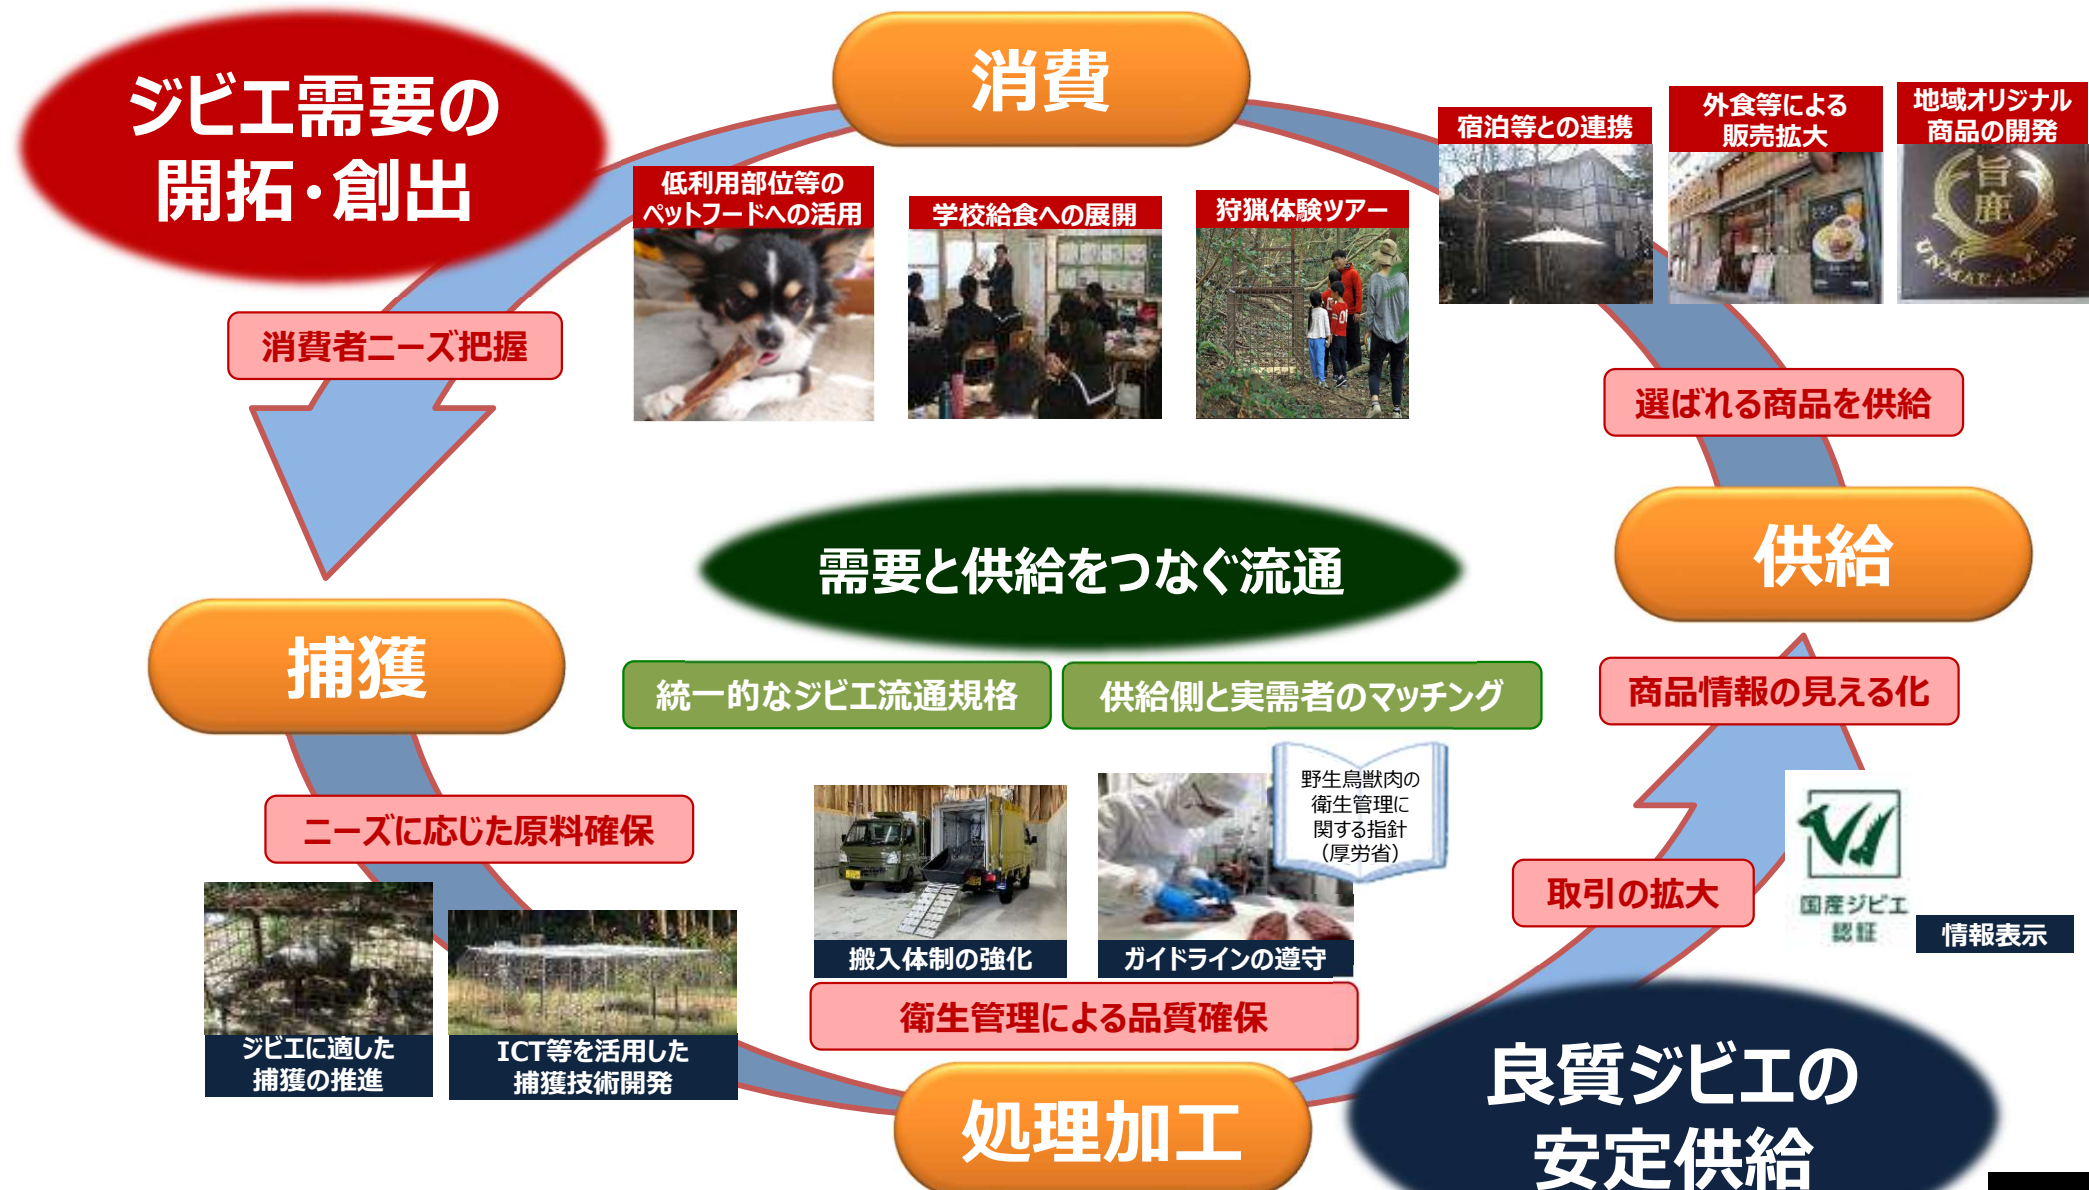 ジビエ需要の
開拓・創出
消費
宿泊等との連携
外食等による
販売拡大
地域オリジナル
商品の開発
旨
鹿
低利用部位等の
ペットフードへの活用
学校給食への展開
狩猟体験ツアー
消費者ニーズ把握
選ばれる商品を供給
供給
需要と供給をつなぐ流通
捕獲
統一的なジビエ流通規格
供給側と実需者のマッチング
商品情報の見える化
野生鳥獣肉の
衛生管理に
関する指針
（厚労省）
ニーズに応じた原料確保
取引の拡大
国産ジビエ
認証
情報表示
搬入体制の強化
ガイドラインの遵守
衛生管理による品質確保
ジビエに適した
捕獲の推進
ICT等を活用した
捕獲技術開発
処理加工
良質ジビエの
安定供給